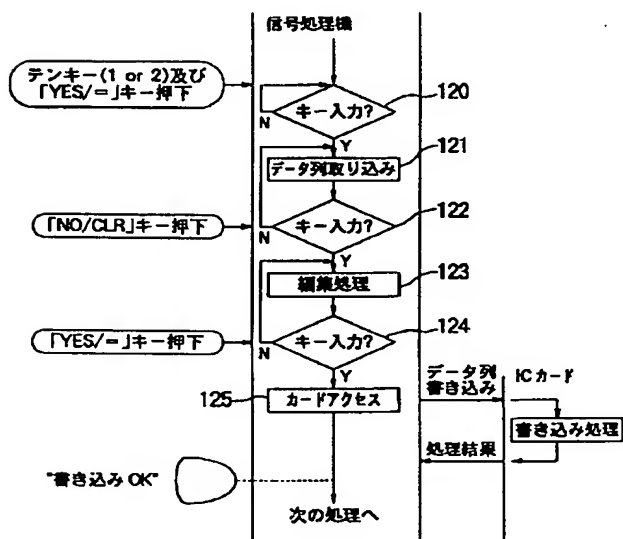 信号処理機
テンキー(1 or 2)及び
「YES/=」キー押下
キー入力?
120
N
Y
121
データ列取り込み
「NO/CLR」キー押下
キー入力?
122
N
Y
123
編集処理
「YES/=」キー押下
キー入力?
124
N
Y
125
カードアクセス
データ列
書き込み
ICカード
書き込み処理
処理結果
"書き込みOK"
次の処理へ